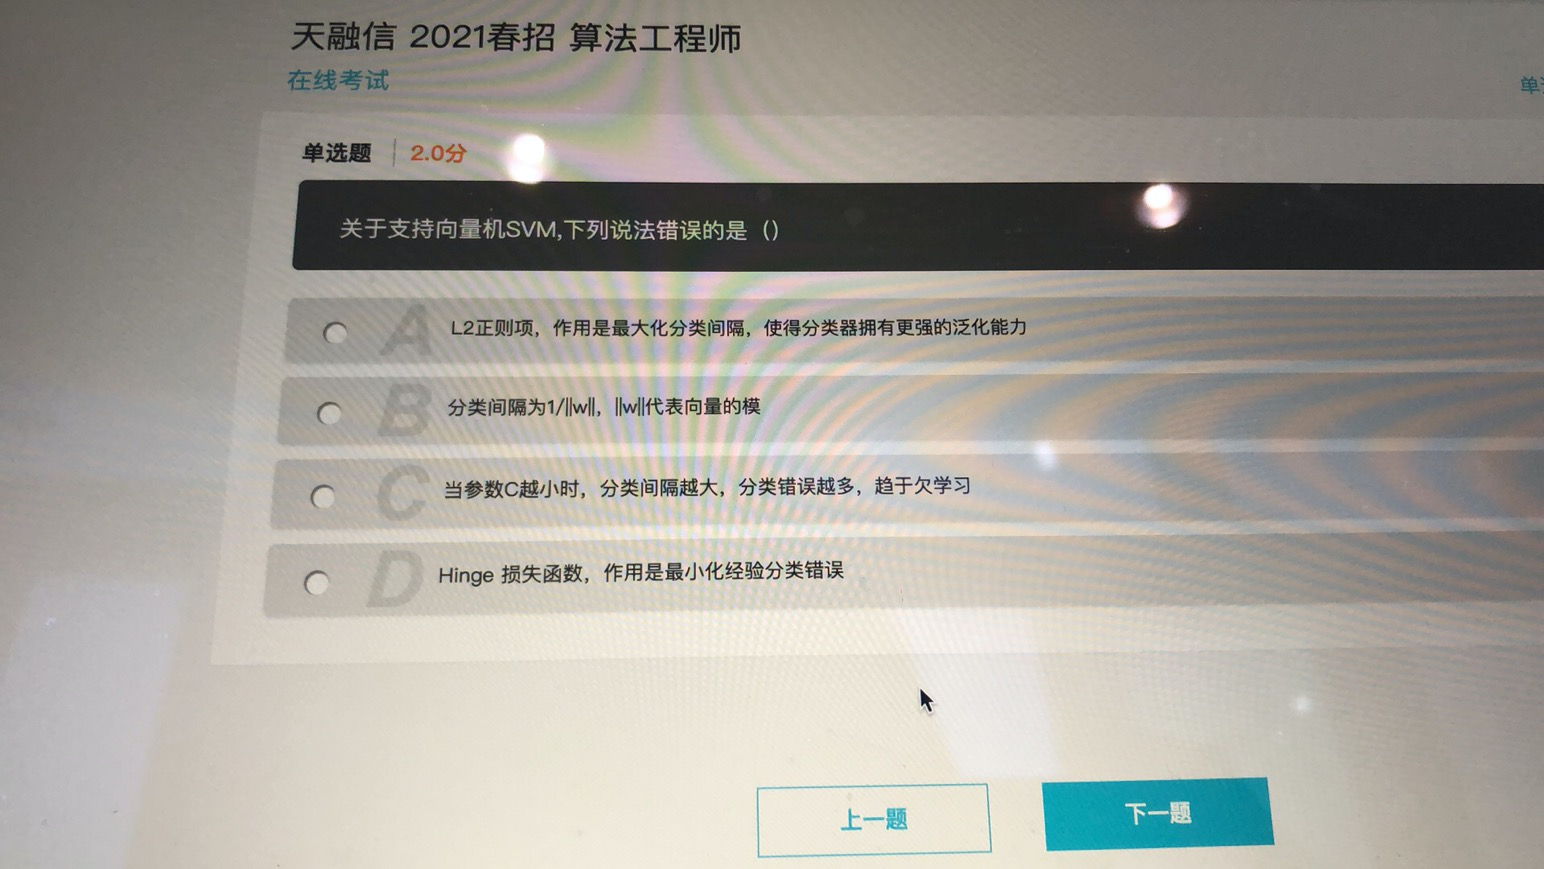 天融信 2021春招 算法工程师
在线考试
单选题 2.0分
关于支持向量机SVM,下列说法错误的是（）
A L2正则项，作用是最大化分类间隔，使得分类器拥有更强的泛化能力
B 分类间隔为1/||w||，||w||代表向量的模
C 当参数C越小时，分类间隔越大，分类错误越多，趋于欠学习
D Hinge 损失函数，作用是最小化经验分类错误
上一题 下一题